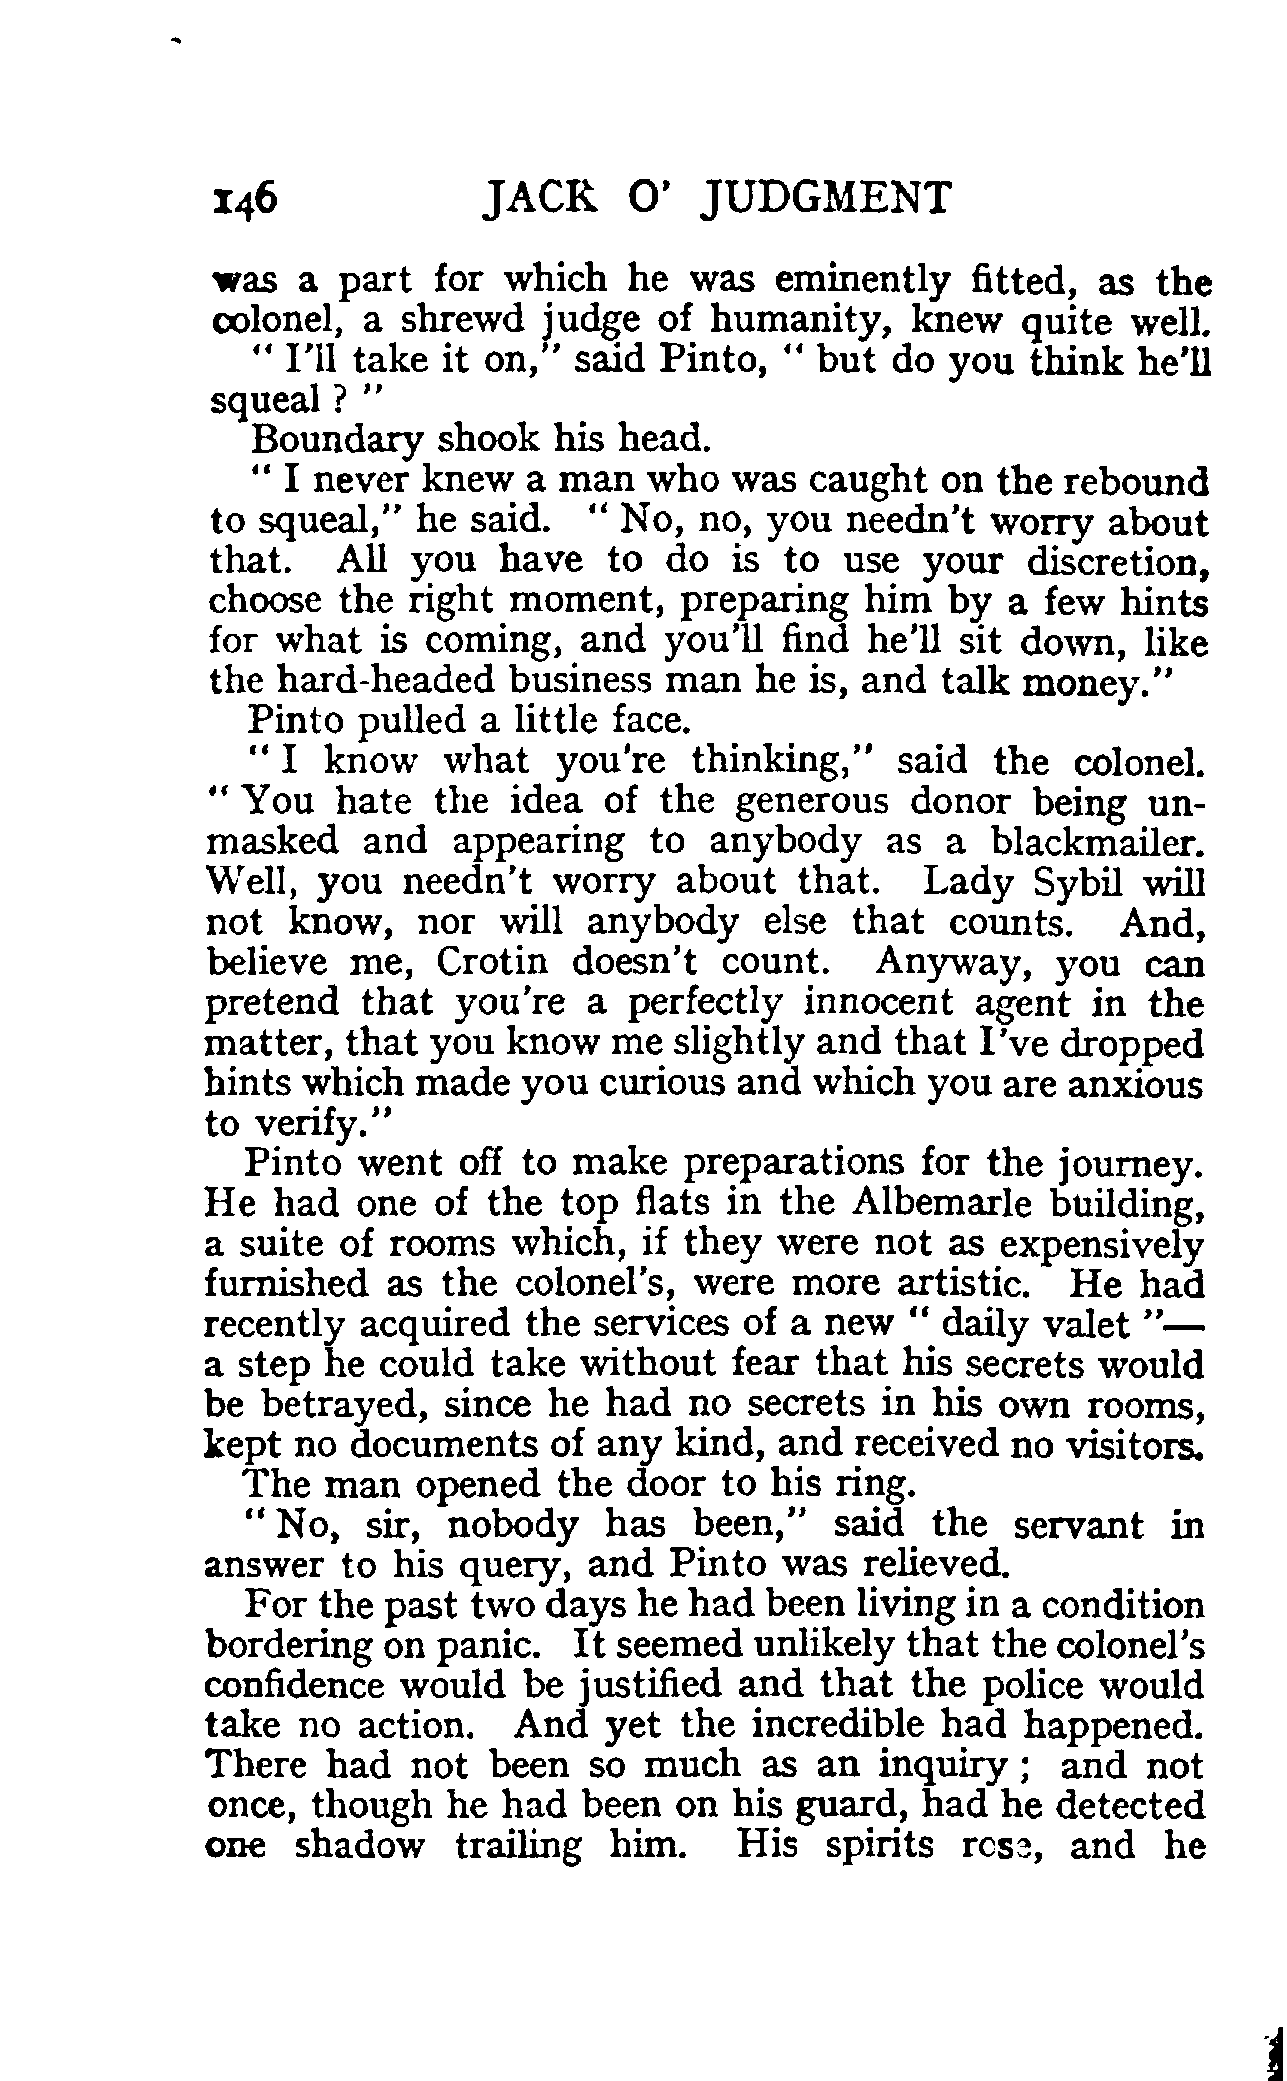 146 JACK O' JUDGMENT
was a part for which he was eminently fitted, as the
colonel, a shrewd judge of humanity, knew quite well.
" I'll take it on," said Pinto, " but do you think he'll
squeal ? "
Boundary shook his head.
" I never knew a man who was caught on the rebound
to squeal," he said. " No, no, you needn't worry about
that. All you have to do is to use your discretion,
choose the right moment, preparing him by a few hints
for what is coming, and you'll find he'll sit down, like
the hard-headed business man he is, and talk money."
Pinto pulled a little face.
" I know what you're thinking," said the colonel.
" You hate the idea of the generous donor being un-
masked and appearing to anybody as a blackmailer.
Well, you needn't worry about that. Lady Sybil will
not know, nor will anybody else that counts. And,
believe me, Crotin doesn't count. Anyway, you can
pretend that you're a perfectly innocent agent in the
matter, that you know me slightly and that I've dropped
hints which made you curious and which you are anxious
to verify."
Pinto went off to make preparations for the journey.
He had one of the top flats in the Albemarle building,
a suite of rooms which, if they were not as expensively
furnished as the colonel's, were more artistic. He had
recently acquired the services of a new " daily valet "—
a step he could take without fear that his secrets would
be betrayed, since he had no secrets in his own rooms,
kept no documents of any kind, and received no visitors.
The man opened the door to his ring.
" No, sir, nobody has been," said the servant in
answer to his query, and Pinto was relieved.
For the past two days he had been living in a condition
bordering on panic. It seemed unlikely that the colonel's
confidence would be justified and that the police would
take no action. And yet the incredible had happened.
There had not been so much as an inquiry ; and not
once, though he had been on his guard, had he detected
one shadow trailing him. His spirits rose, and he